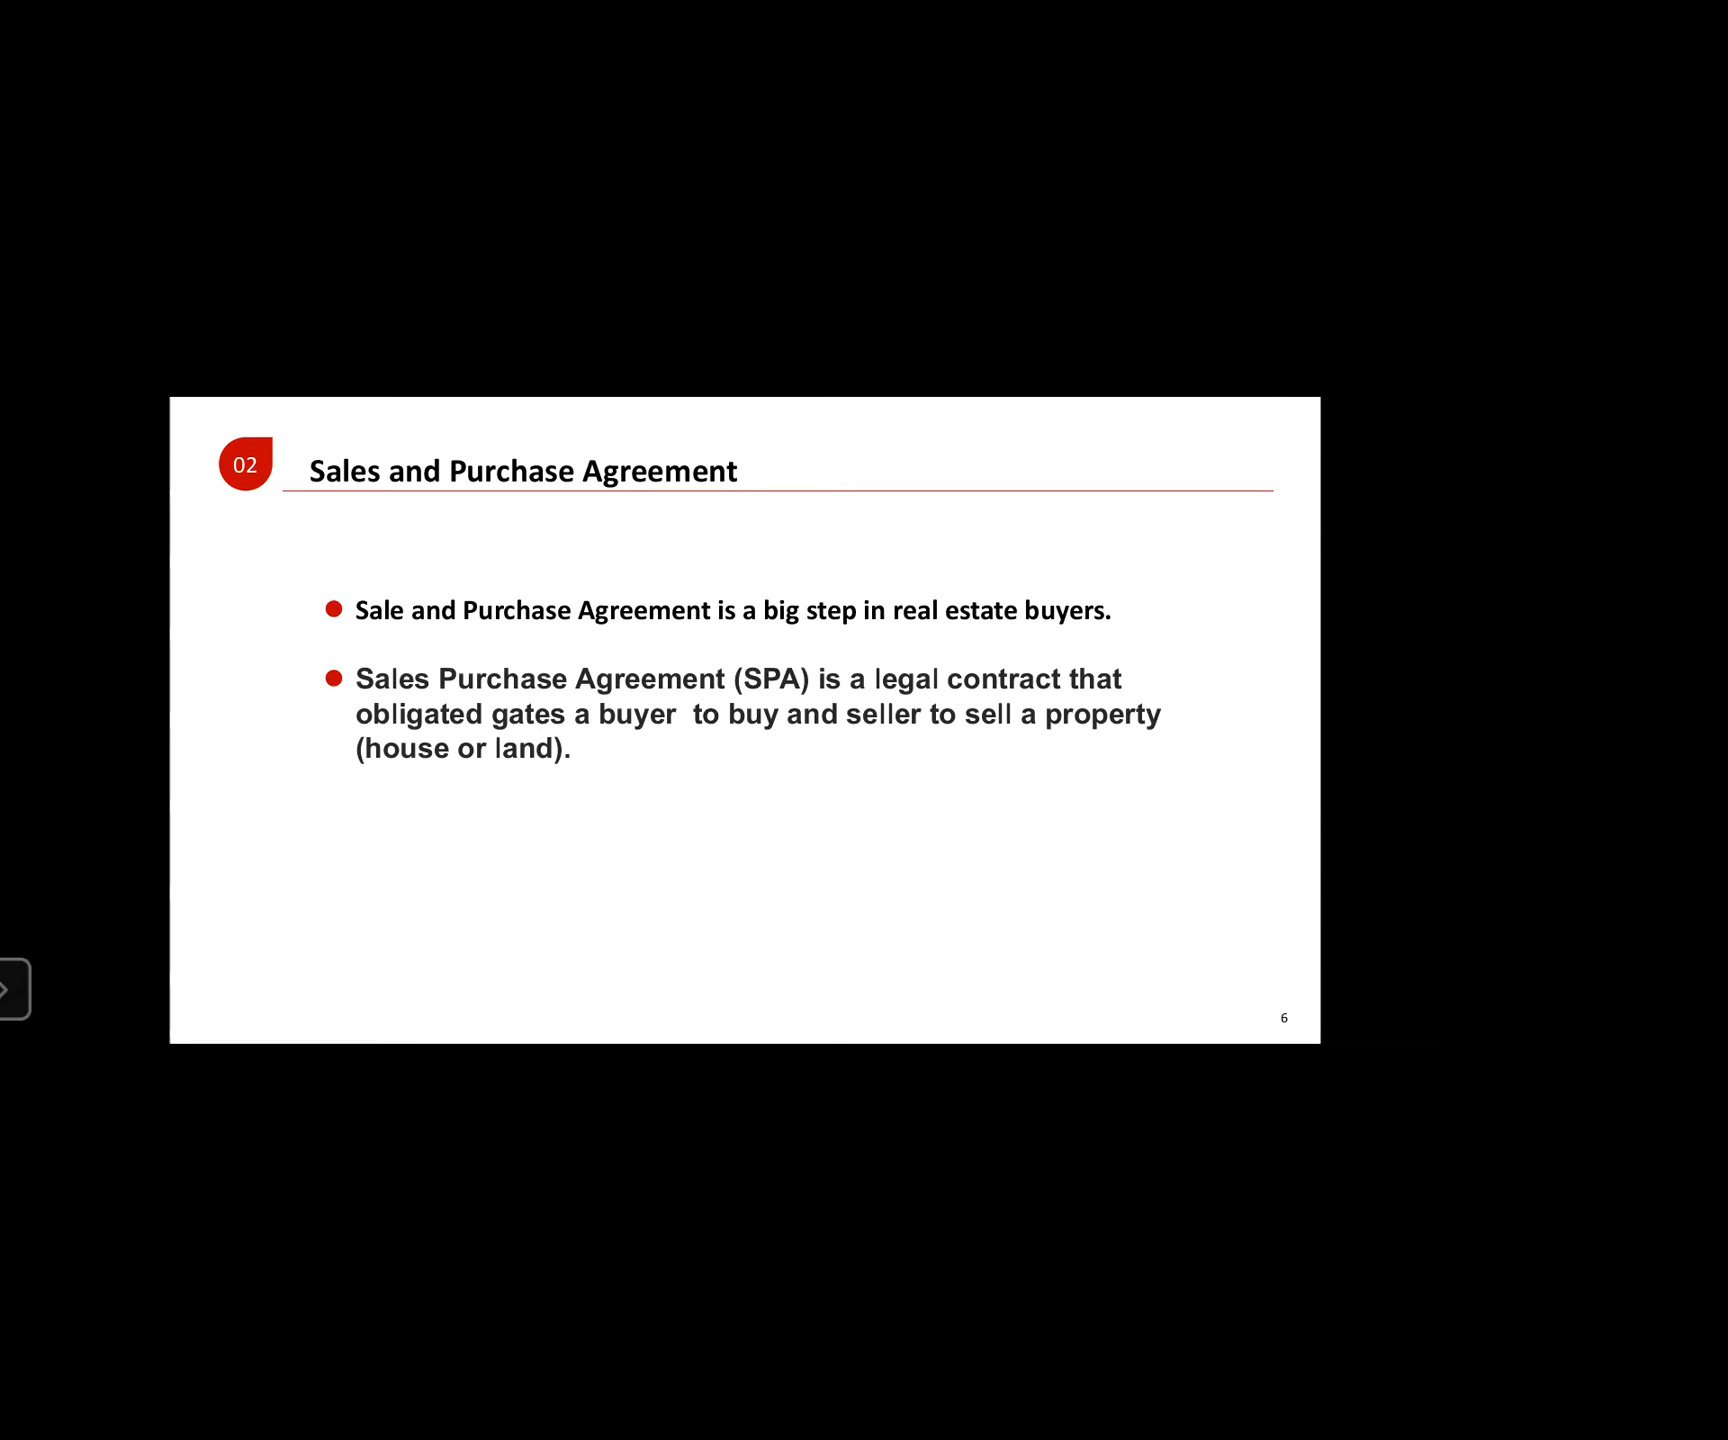 02
Sales and Purchase Agreement
Sale and Purchase Agreement is a big step in real estate buyers.
Sales Purchase Agreement (SPA) is a legal contract that
obligated gates a buyer  to buy and seller to sell a property
(house or land).
6